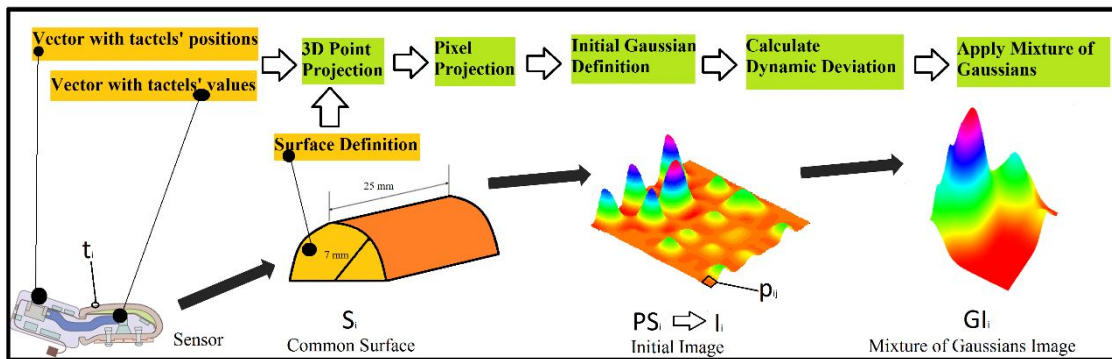 Vector with tactels' positions
Vector with tactels' values
3D Point
Projection
Pixel
Projection
Initial Gaussian
Definition
Calculate
Dynamic Deviation
Apply Mixture of
Gaussians
Surface Definition
25 mm
7 mm
tᵢ
pᵢⱼ
Sensor
Sᵢ
Common Surface
PSᵢ ⇨ Iᵢ
Initial Image
GIᵢ
Mixture of Gaussians Image